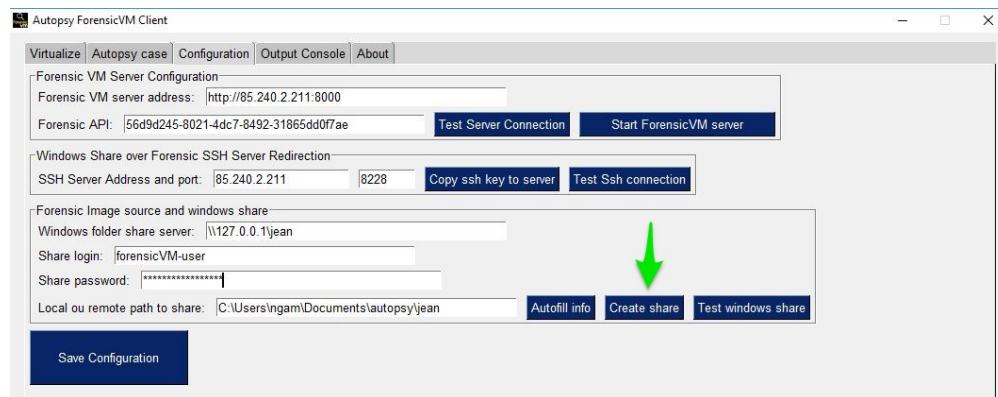 Autopsy ForensicVM Client
Virtualize Autopsy case Configuration Output Console About
Forensic VM Server Configuration
Forensic VM server address: http://85.240.2.211:8000
Forensic API: 56d9d245-8021-4dc7-8492-31865dd0f7ae Test Server Connection Start ForensicVM server
Windows Share over Forensic SSH Server Redirection
SSH Server Address and port: 85.240.2.211 8228 Copy ssh key to server Test Ssh connection
Forensic Image source and windows share
Windows folder share server: \\127.0.0.1\jean
Share login: forensicVM-user
Share password: *****************
Local ou remote path to share: C:\Users\ngam\Documents\autopsy\jean Autofill info Create share Test windows share
Save Configuration